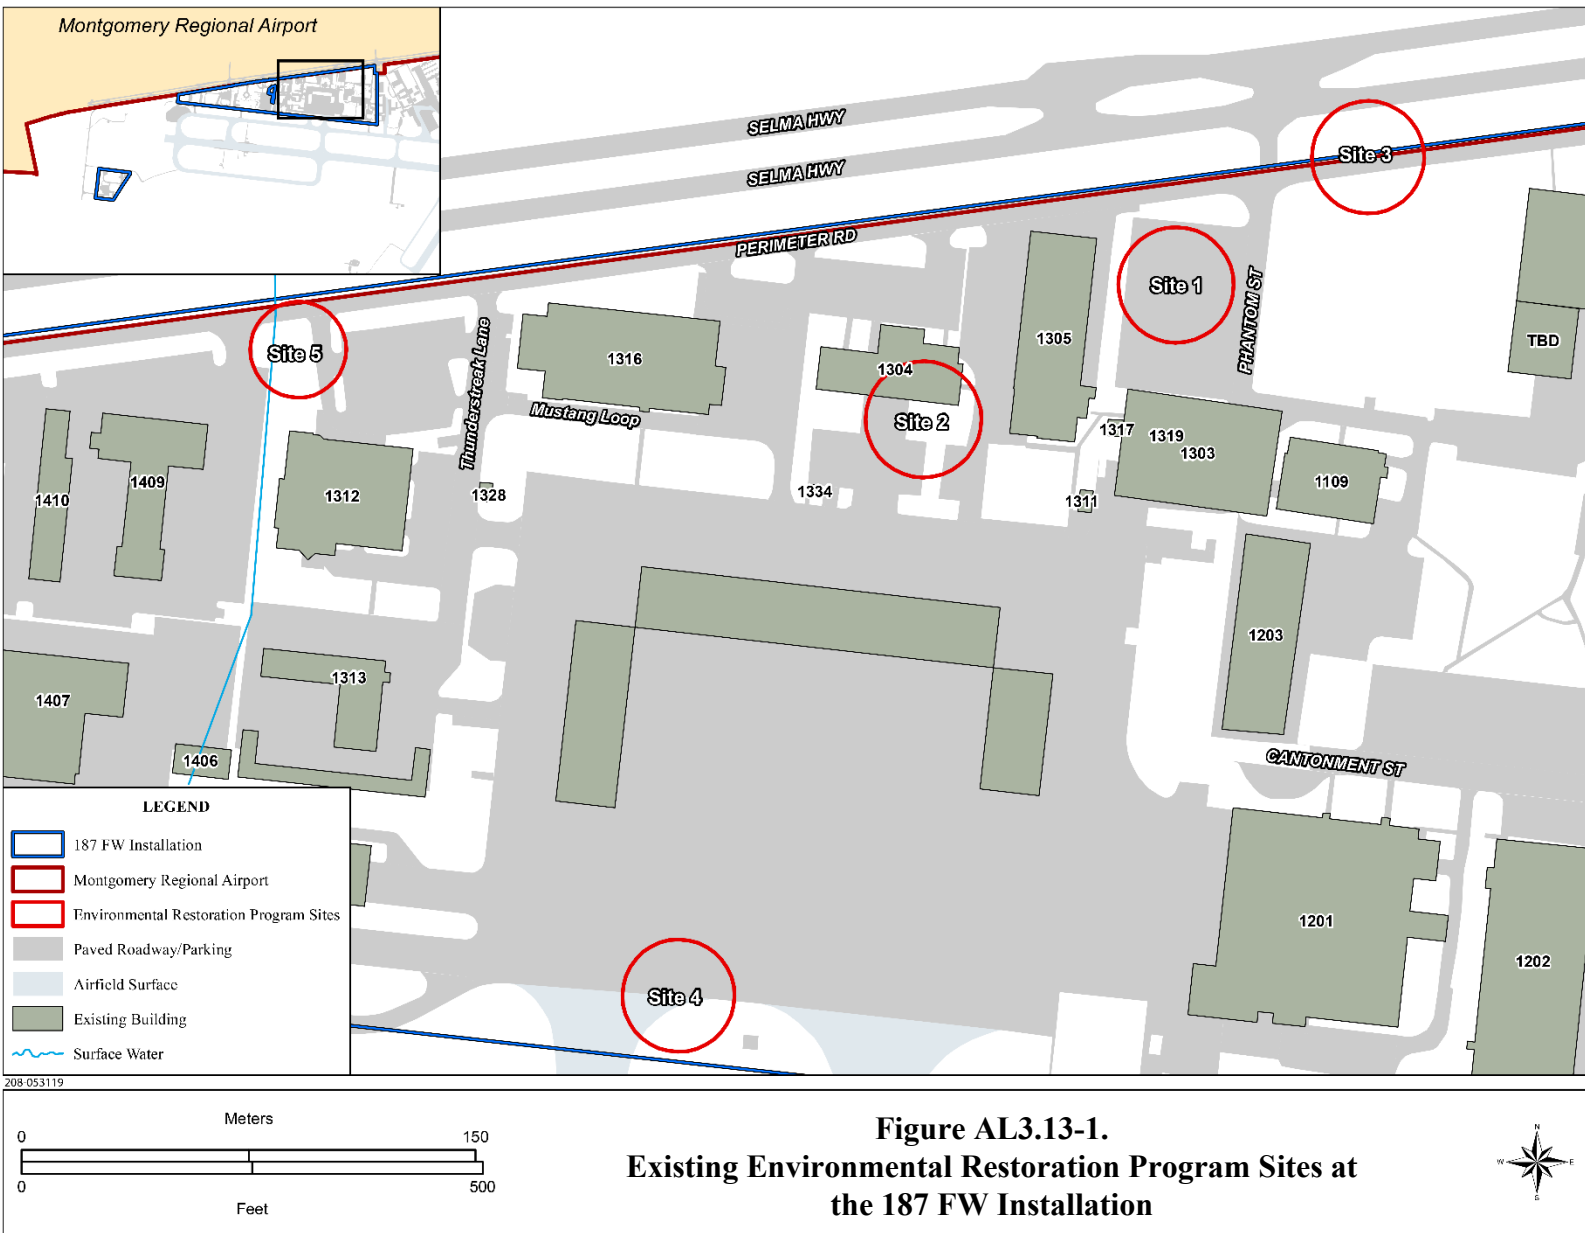 Montgomery Regional Airport
SELMA HWY
SELMA HWY
Site 3
PERIMETER RD
Site 1
PHANTOM ST
1305
TBD
Site 5
Thunderstreak Lane
1316
1304
Mustang Loop
Site 2
1317
1319
1303
1109
1410
1409
1312
1328
1334
1311
1203
1313
1407
1406
CANTONMENT ST
1201
1202
Site 4
LEGEND
187 FW Installation
Montgomery Regional Airport
Environmental Restoration Program Sites
Paved Roadway/Parking
Airfield Surface
Existing Building
Surface Water
208-053119
Meters
0 150
0 500
Feet
Figure AL3.13-1.
Existing Environmental Restoration Program Sites at
the 187 FW Installation
N
W E
S